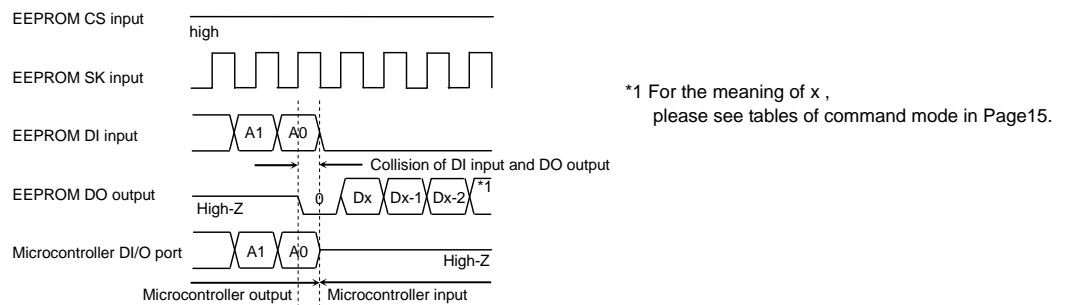 EEPROM CS input
high
EEPROM SK input
*1 For the meaning of x ,
please see tables of command mode in Page15.
EEPROM DI input
A1 A0
Collision of DI input and DO output
EEPROM DO output
High-Z
0 Dx Dx-1 Dx-2 *1
Microcontroller DI/O port
A1 A0
High-Z
Microcontroller output Microcontroller input